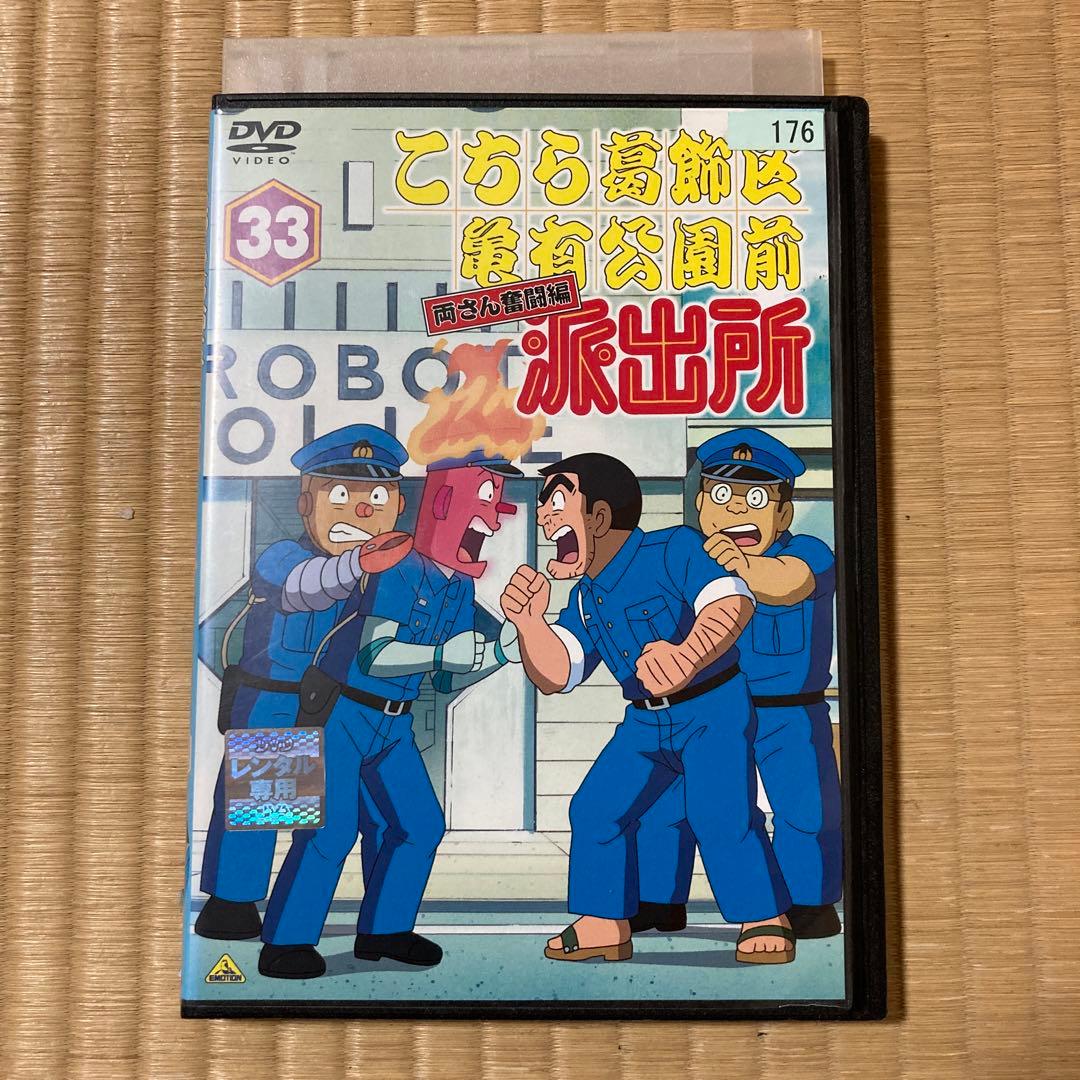 DVD
VIDEO
176
33
こちら葛飾区
亀有公園前
両さん奮闘編
派出所
ROBOT
レンタル
専用
EMOTION